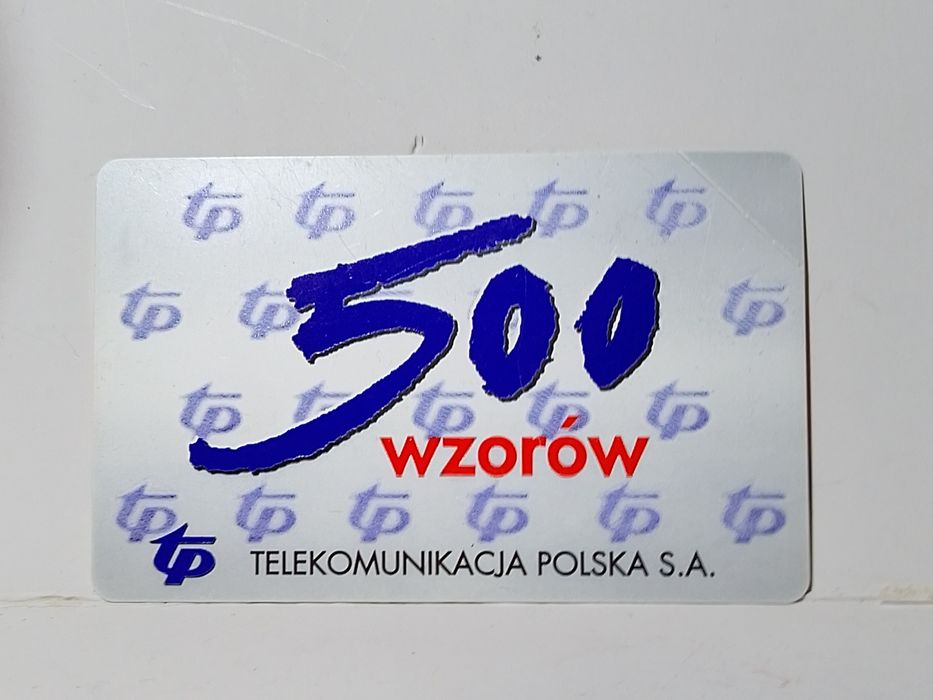 500
wzorów
tp TELEKOMUNIKACJA POLSKA S.A.